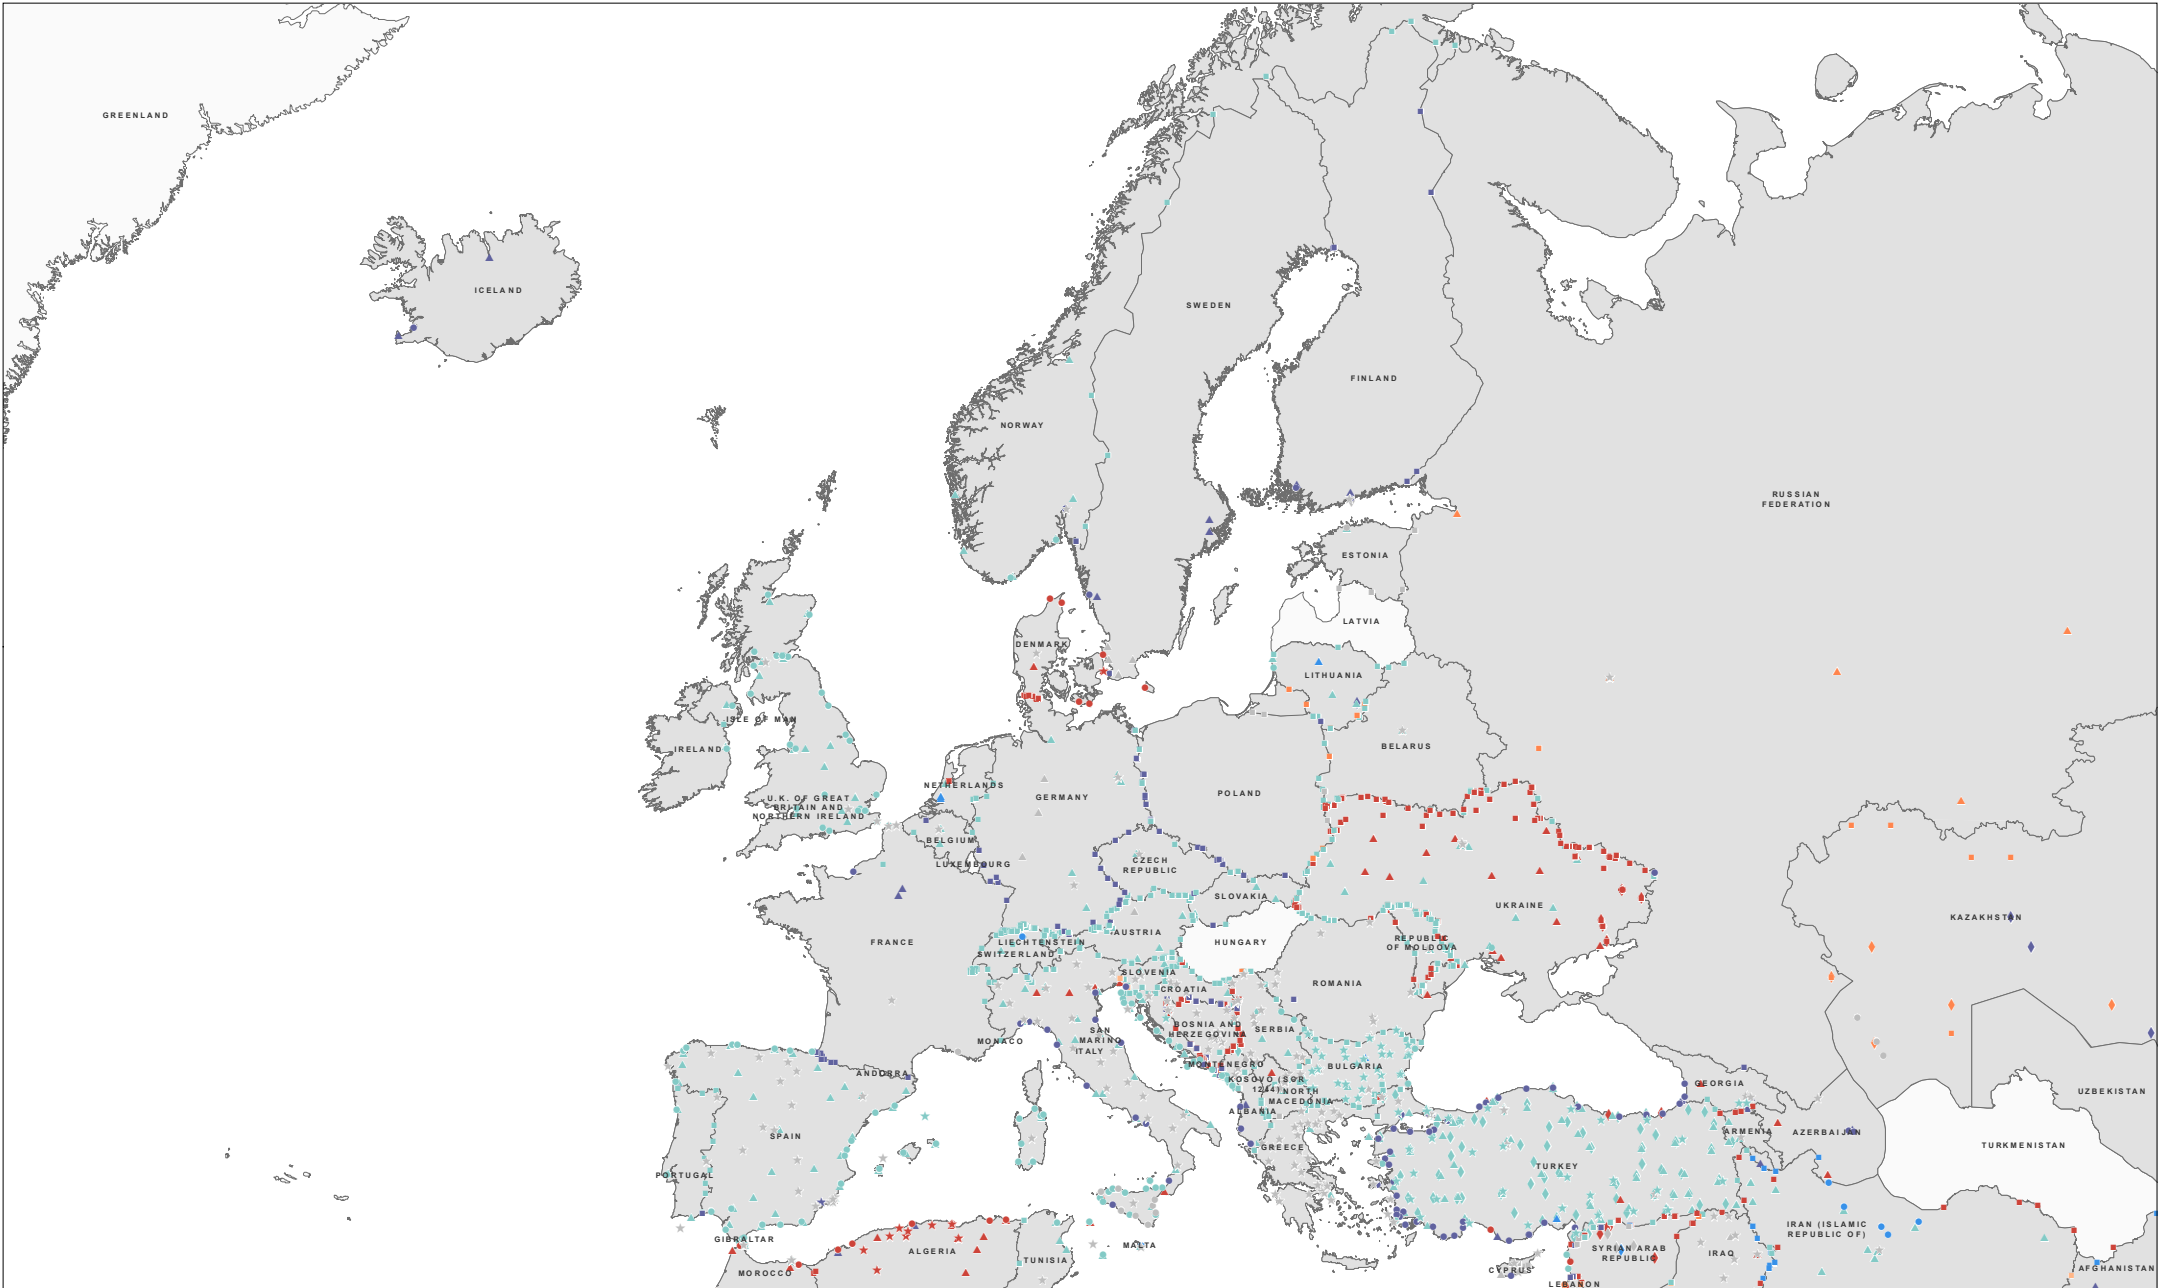 GREENLAND
ICELAND
SWEDEN
FINLAND
NORWAY
RUSSIAN
FEDERATION
ESTONIA
LATVIA
DENMARK
LITHUANIA
ISLE OF MAN
IRELAND
BELARUS
NETHERLANDS
U.K. OF GREAT
BRITAIN AND
NORTHERN IRELAND
GERMANY
POLAND
BELGIUM
LUXEMBOURG
CZECH
REPUBLIC
SLOVAKIA
UKRAINE
KAZAKHSTAN
FRANCE
LIECHTENSTEIN
SWITZERLAND
AUSTRIA
HUNGARY
REPUBLIC
OF MOLDOVA
SLOVENIA
CROATIA
ROMANIA
BOSNIA AND
HERZEGOVINA
SERBIA
SAN
MARINO
ITALY
MONACO
MONTENEGRO
BULGARIA
ANDORRA
KOSOVO (SCR
1244)
NORTH
MACEDONIA
GEORGIA
UZBEKISTAN
ALBANIA
SPAIN
ARMENIA
AZERBAIJAN
TURKMENISTAN
GREECE
PORTUGAL
TURKEY
GIBRALTAR
ALGERIA
TUNISIA
MALTA
MOROCCO
CYPRUS
SYRIAN ARAB
REPUBLIC
IRAQ
IRAN (ISLAMIC
REPUBLIC OF)
AFGHANISTAN
LEBANON